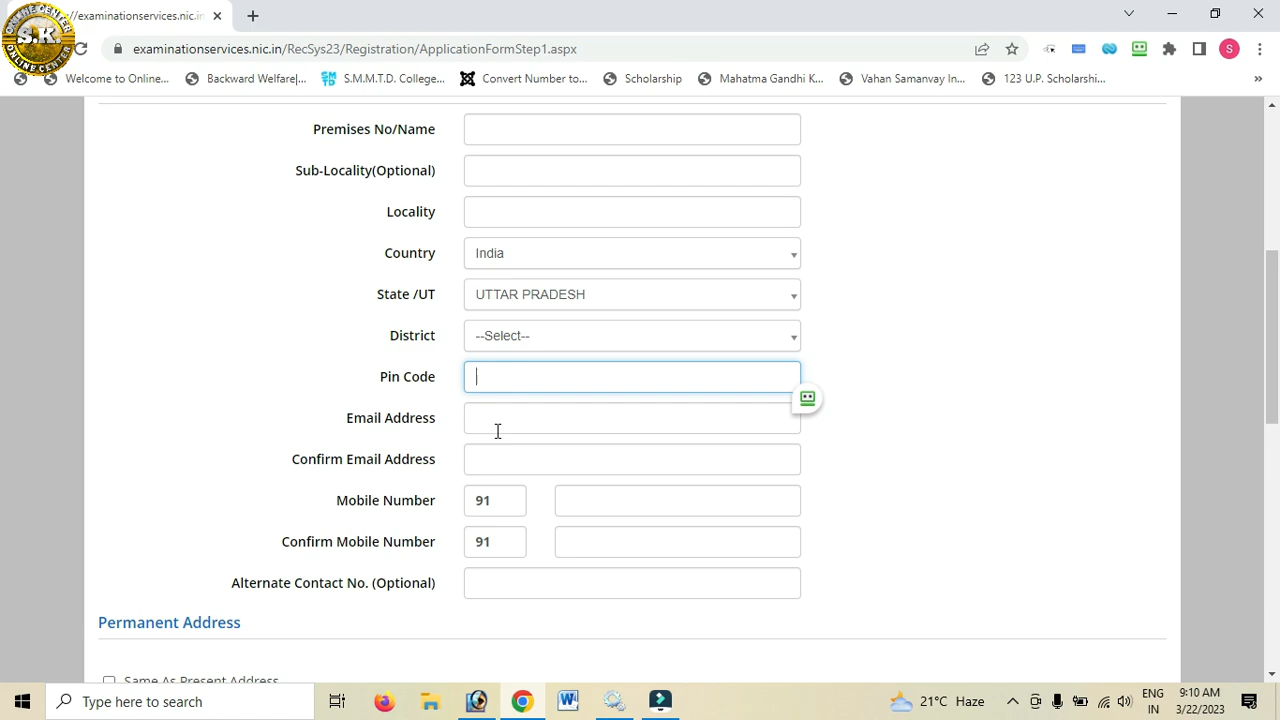 ONLINE CENTER
S.K.
ONLINE CENTER
//examinationservices.nic.in
examinationservices.nic.in/RecSys23/Registration/ApplicationFormStep1.aspx
S
Welcome to Online...
Backward Welfare|...
S.M.M.T.D. College...
Convert Number to...
Scholarship
Mahatma Gandhi K...
Vahan Samanvay In...
123 U.P. Scholarshi...
»
Premises No/Name
Sub-Locality(Optional)
Locality
Country India
State /UT UTTAR PRADESH
District --Select--
Pin Code
Email Address
Confirm Email Address
Mobile Number 91
Confirm Mobile Number 91
Alternate Contact No. (Optional)
Permanent Address
Same As Present Address
Type here to search
21°C Haze
ENG
IN
9:10 AM
3/22/2023